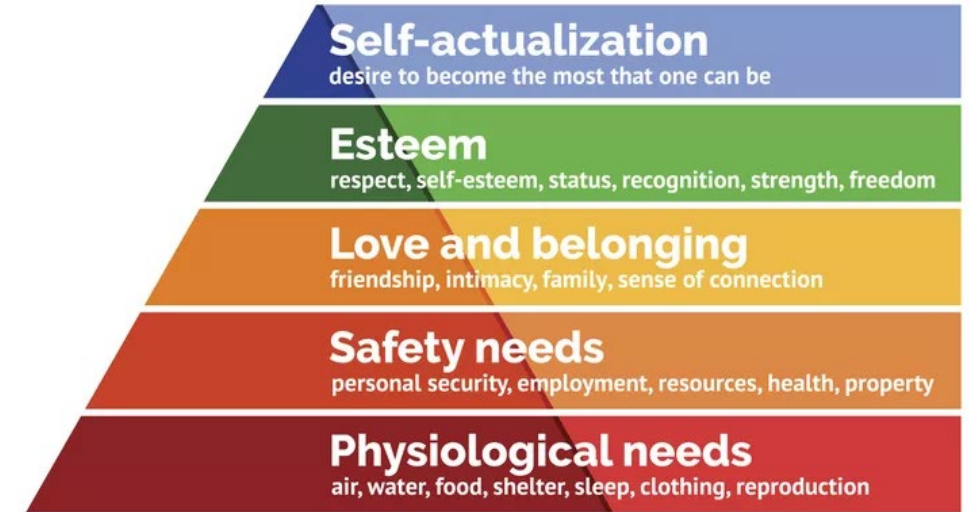 Self-actualization
desire to become the most that one can be
Esteem
respect, self-esteem, status, recognition, strength, freedom
Love and belonging
friendship, intimacy, family, sense of connection
Safety needs
personal security, employment, resources, health, property
Physiological needs
air, water, food, shelter, sleep, clothing, reproduction